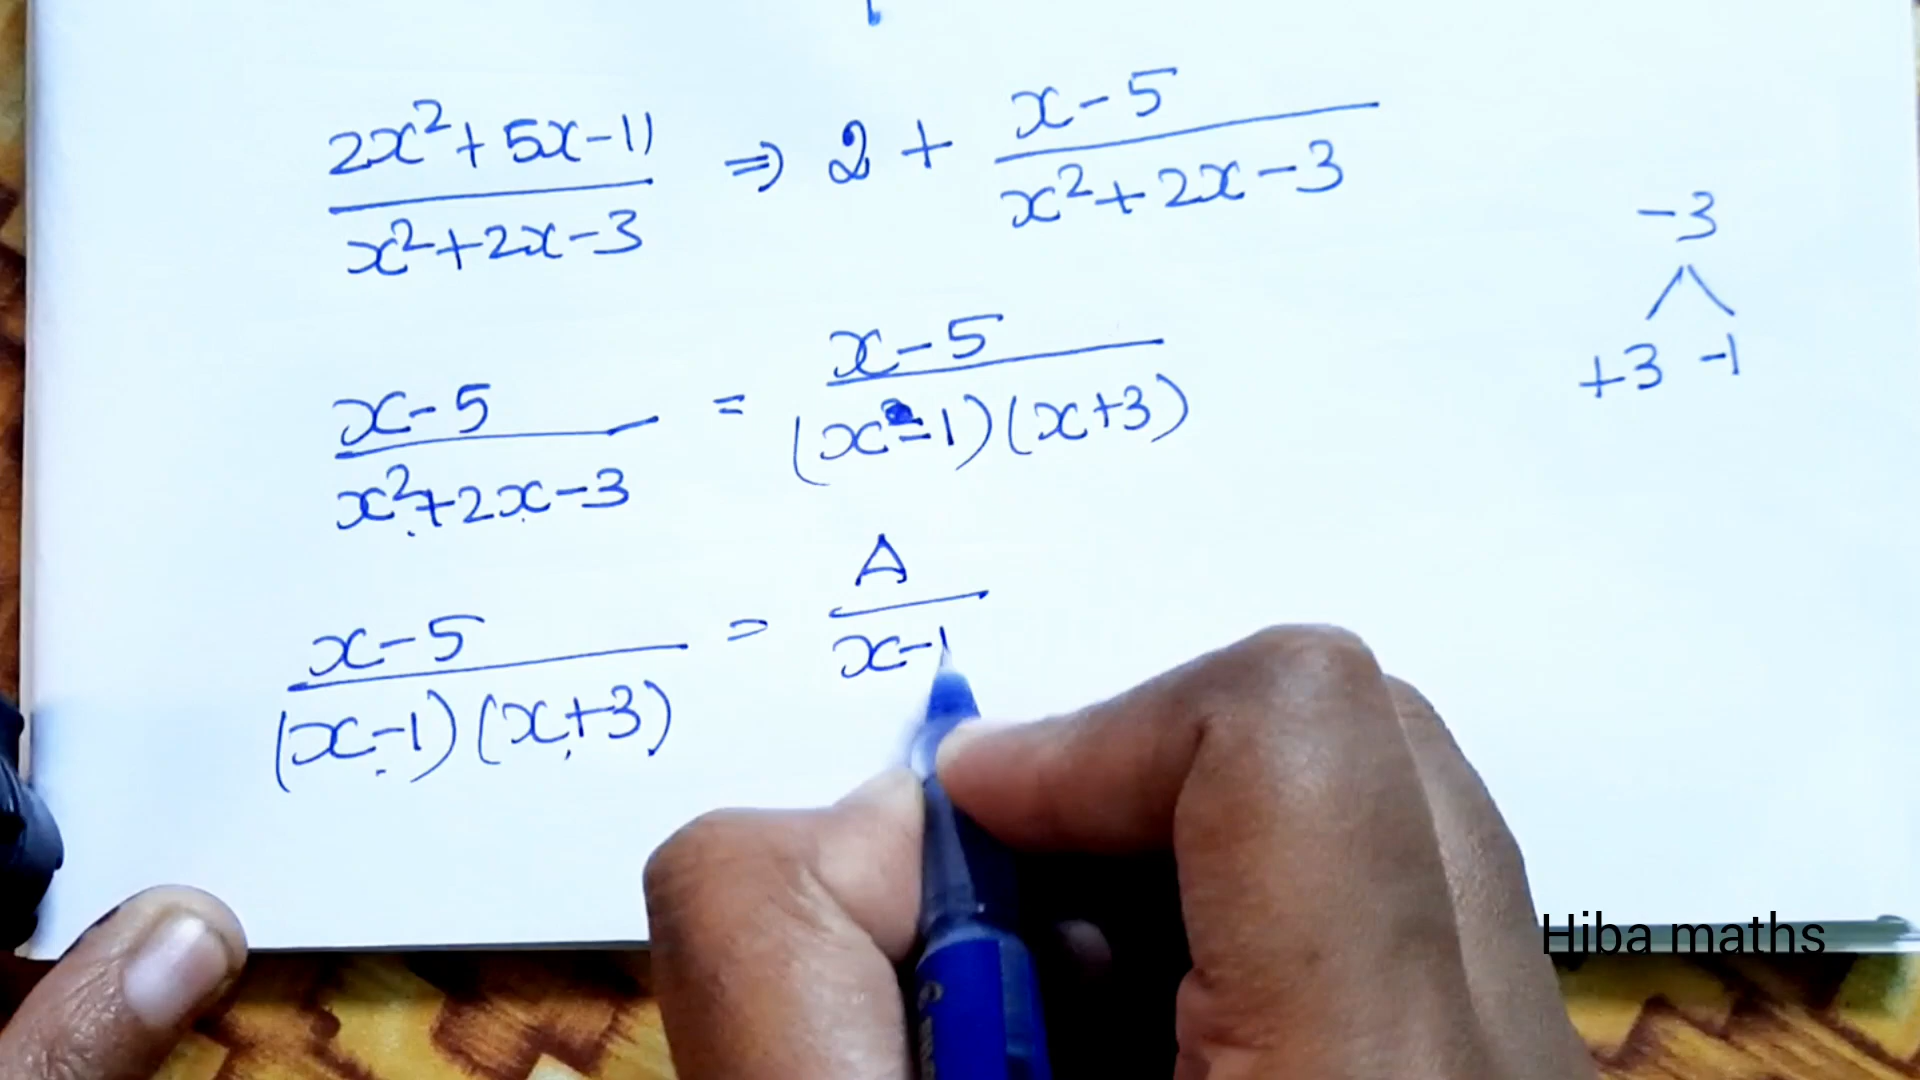 2x²+5x-11 / x²+2x-3 ⇒ 2 + x-5 / x²+2x-3
-3
+3 -1
x-5 / x²+2x-3 = x-5 / (x-1)(x+3)
x-5 / (x-1)(x+3) = A / x-1
Hiba maths